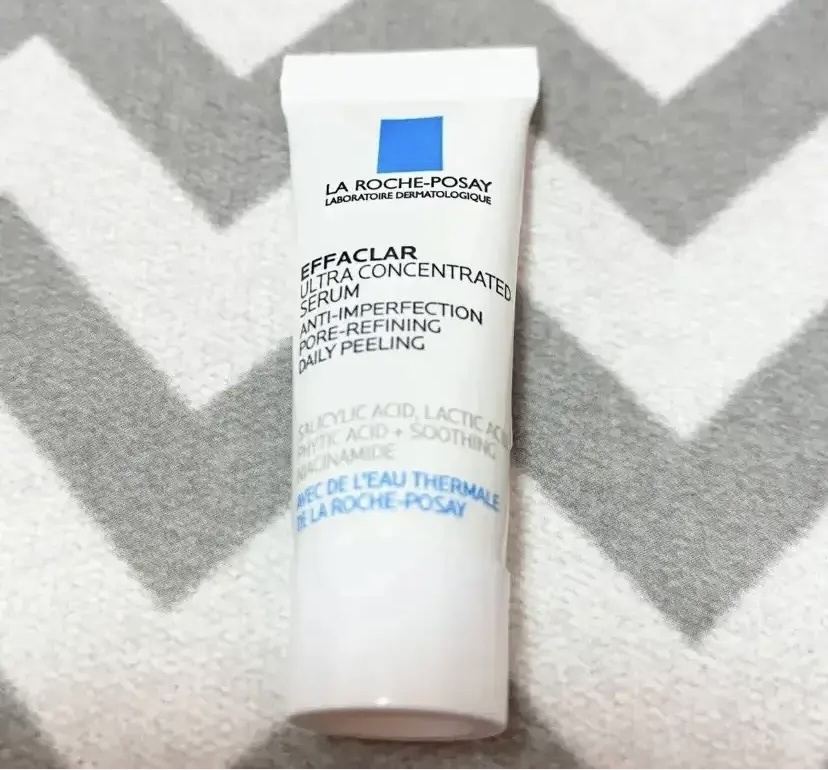 LA ROCHE-POSAY
LABORATOIRE DERMATOLOGIQUE
EFFACLAR
ULTRA CONCENTRATED
SERUM
ANTI-IMPERFECTION
PORE-REFINING
DAILY PEELING
SALICYLIC ACID, LACTIC ACID
PHYTIC ACID + SOOTHING
NIACINAMIDE
AVEC DE L'EAU THERMALE
DE LA ROCHE-POSAY